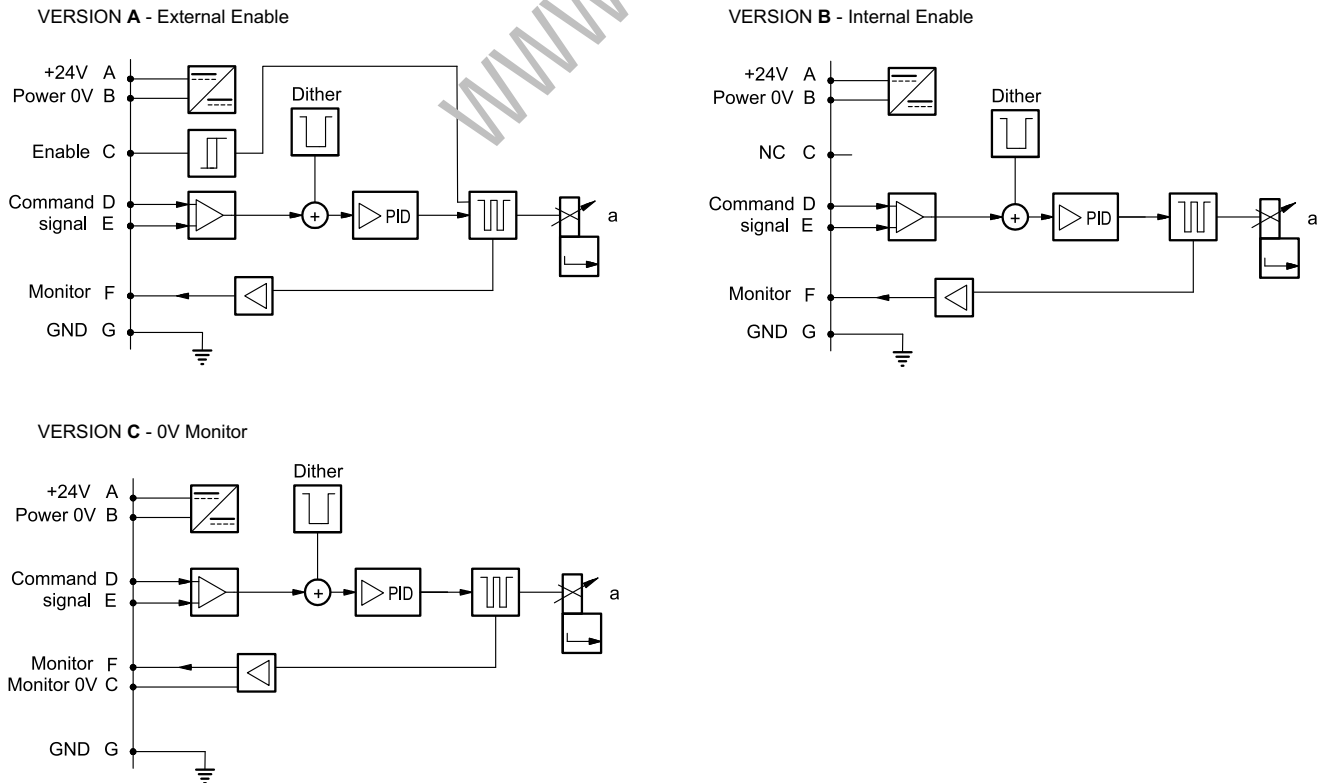 VERSION A - External Enable
+24V A
Power 0V B
Dither
Enable C
Command D
signal E
+
PID
a
Monitor F
GND G
VERSION B - Internal Enable
+24V A
Power 0V B
Dither
NC C
Command D
signal E
+
PID
a
Monitor F
GND G
VERSION C - 0V Monitor
+24V A
Power 0V B
Dither
Command D
signal E
+
PID
a
Monitor F
Monitor 0V C
GND G
WWW